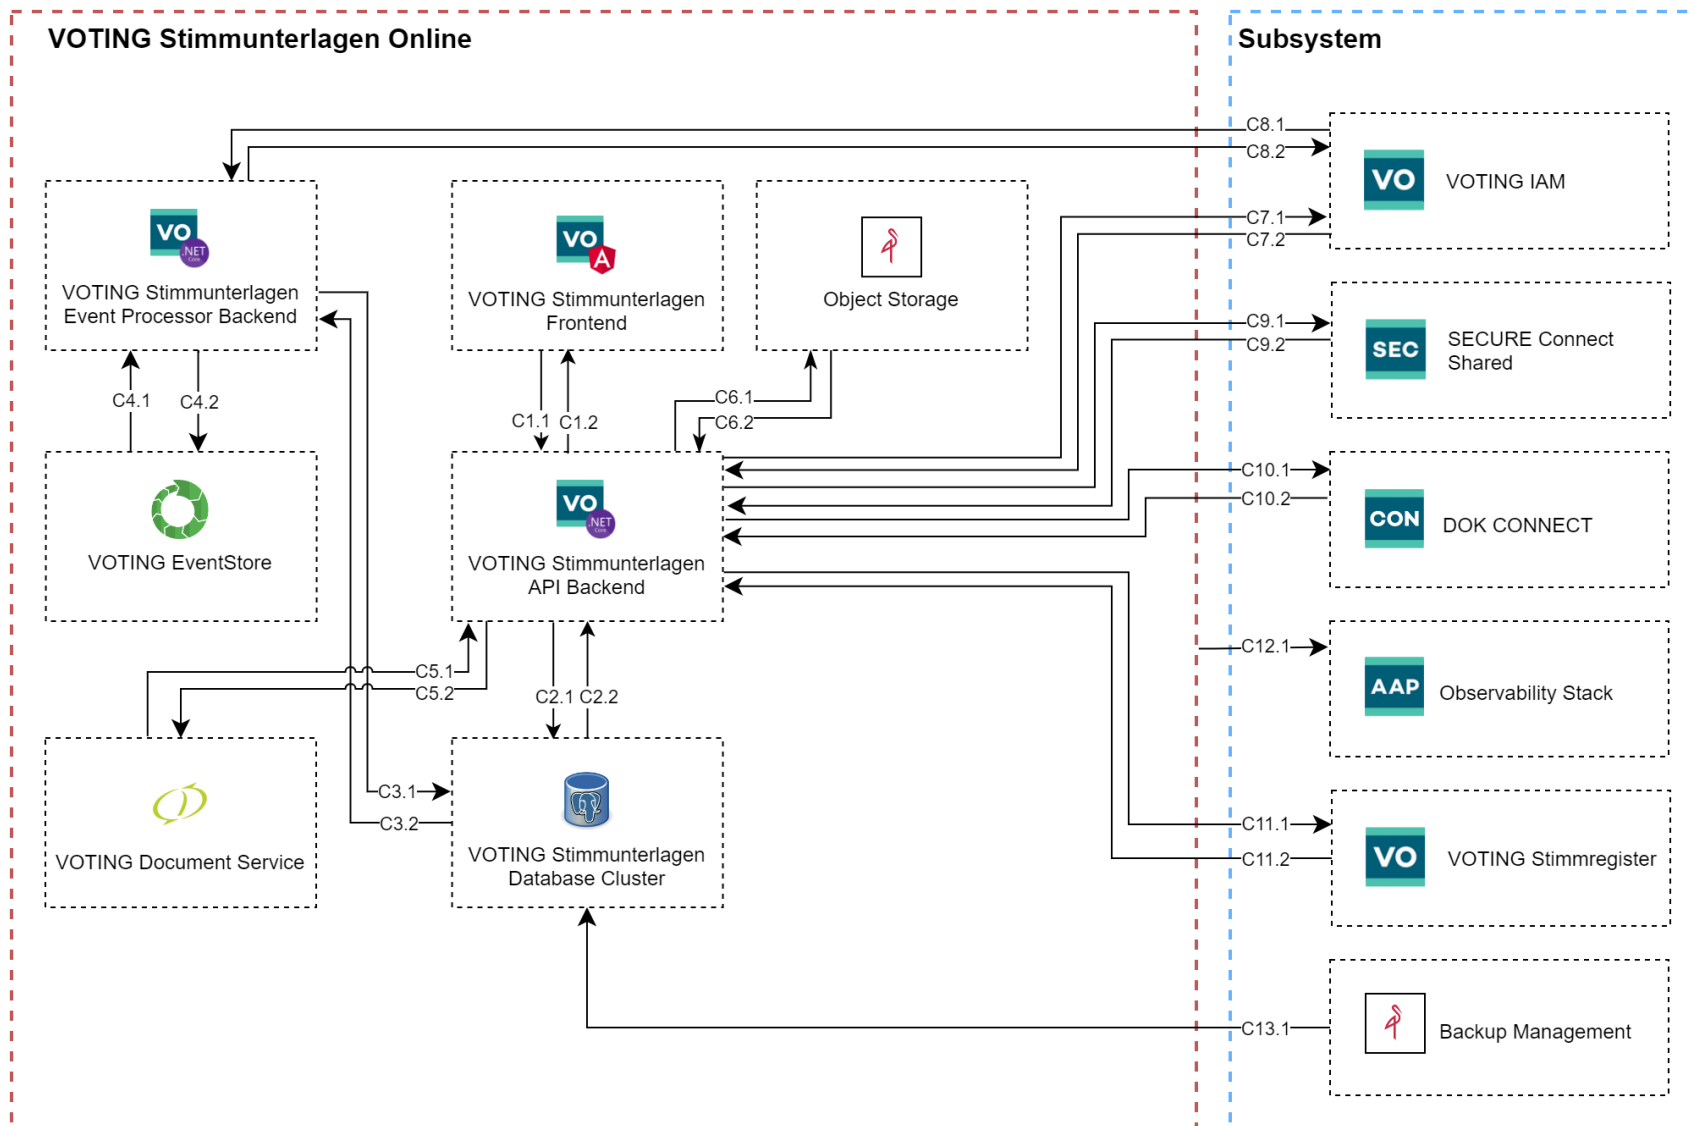 VOTING Stimmunterlagen Online
Subsystem
C8.1
C8.2
VO
VOTING IAM
C7.1
C7.2
VO
.NET
Core
VOTING Stimmunterlagen
Event Processor Backend
VO
A
VOTING Stimmunterlagen
Frontend
Object Storage
C9.1
C9.2
SEC
SECURE Connect
Shared
C4.1
C4.2
C1.1
C1.2
C6.1
C6.2
C10.1
C10.2
CON
DOK CONNECT
VOTING EventStore
VO
.NET
Core
VOTING Stimmunterlagen
API Backend
C12.1
AAP
Observability Stack
C5.1
C5.2
C2.1
C2.2
C3.1
C3.2
VOTING Document Service
VOTING Stimmunterlagen
Database Cluster
C11.1
C11.2
VO
VOTING Stimmregister
C13.1
Backup Management